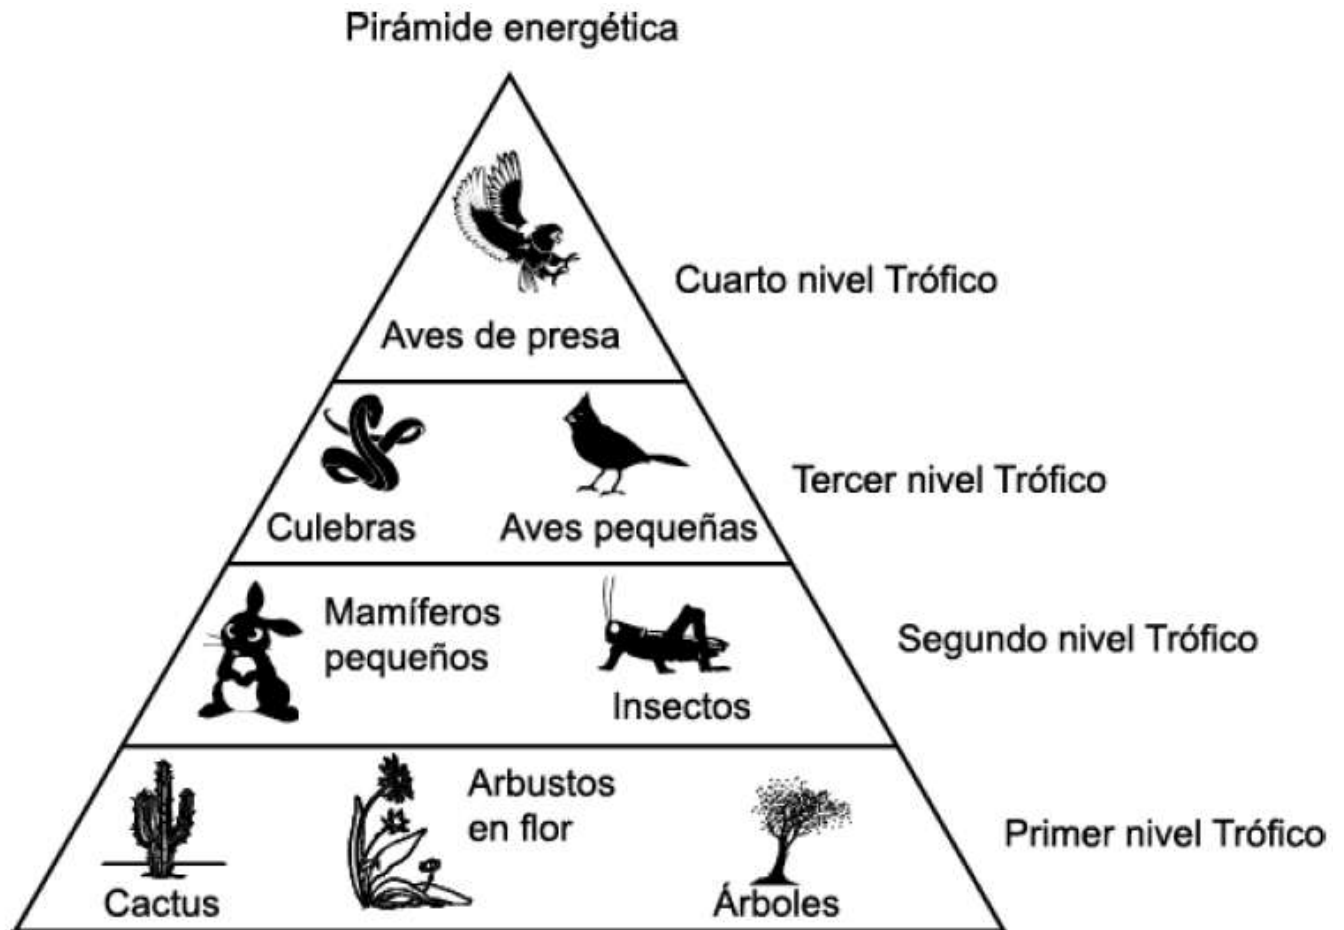 Pirámide energética
Cuarto nivel Trófico
Aves de presa
Tercer nivel Trófico
Culebras
Aves pequeñas
Mamíferos
pequeños
Segundo nivel Trófico
Insectos
Arbustos
en flor
Primer nivel Trófico
Cactus
Árboles